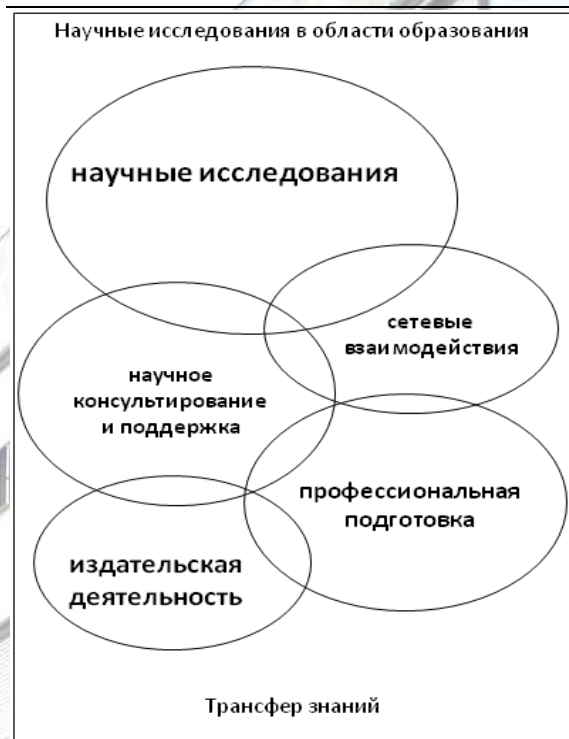 Научные исследования в области образования
научные исследования
сетевые
взаимодействия
научное
консультирование
и поддержка
профессиональная
подготовка
издательская
деятельность
Трансфер знаний